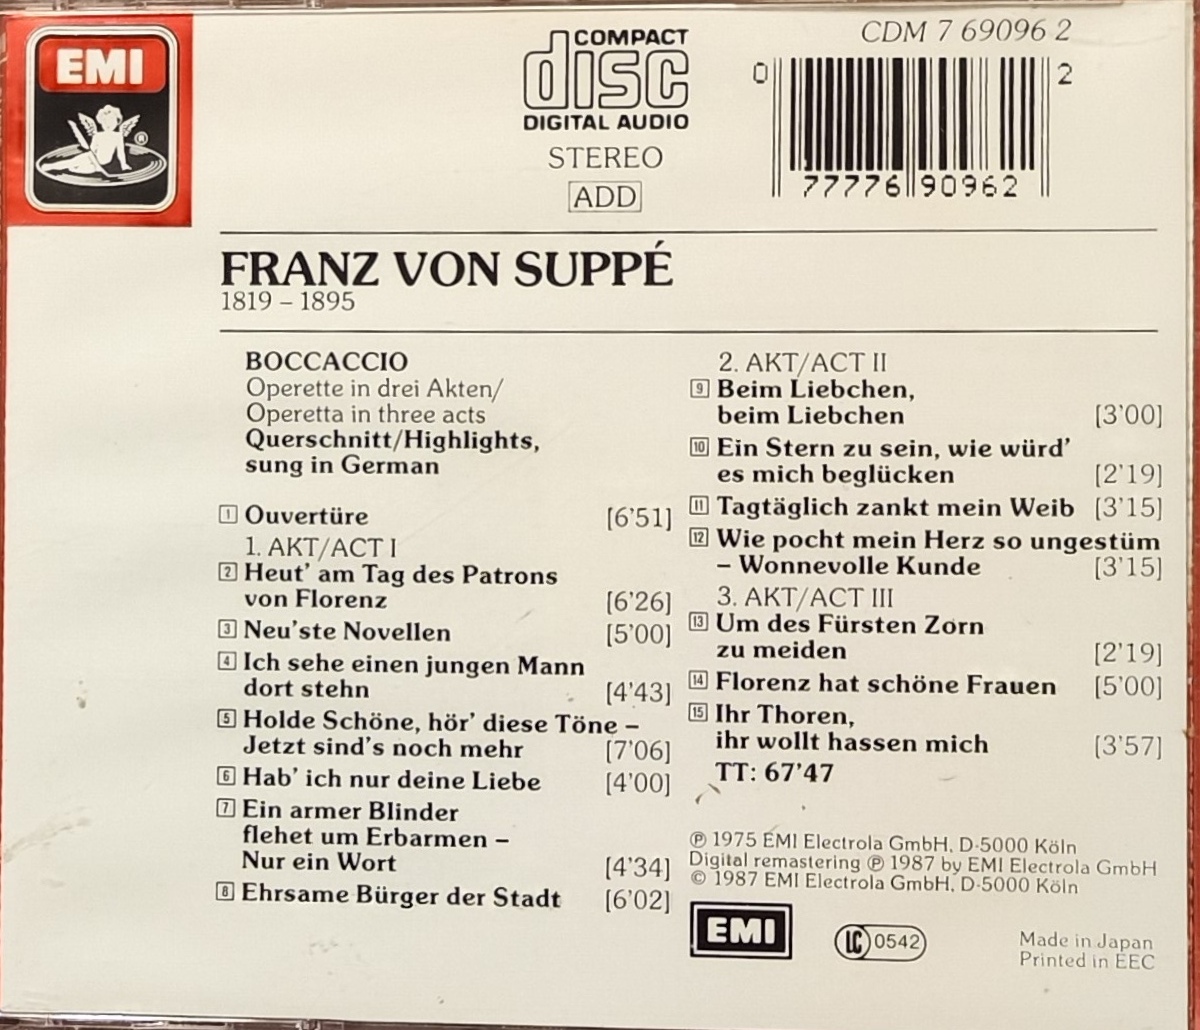 EMI
®
COMPACT
disc
DIGITAL AUDIO
STEREO
ADD
CDM 7 69096 2
0 77776 90962 2
FRANZ VON SUPPÉ
1819 – 1895
BOCCACCIO
Operette in drei Akten/
Operetta in three acts
Querschnitt/Highlights,
sung in German
1 Ouvertüre [6'51]
1. AKT/ACT I
2 Heut' am Tag des Patrons
von Florenz [6'26]
3 Neu'ste Novellen [5'00]
4 Ich sehe einen jungen Mann
dort stehn [4'43]
5 Holde Schöne, hör' diese Töne –
Jetzt sind's noch mehr [7'06]
6 Hab' ich nur deine Liebe [4'00]
7 Ein armer Blinder
flehet um Erbarmen –
Nur ein Wort [4'34]
8 Ehrsame Bürger der Stadt [6'02]
2. AKT/ACT II
9 Beim Liebchen,
beim Liebchen [3'00]
10 Ein Stern zu sein, wie würd'
es mich beglücken [2'19]
11 Tagtäglich zankt mein Weib [3'15]
12 Wie pocht mein Herz so ungestüm
– Wonnevolle Kunde [3'15]
3. AKT/ACT III
13 Um des Fürsten Zorn
zu meiden [2'19]
14 Florenz hat schöne Frauen [5'00]
15 Ihr Thoren,
ihr wollt hassen mich [3'57]
TT: 67'47
℗ 1975 EMI Electrola GmbH, D-5000 Köln
Digital remastering ℗ 1987 by EMI Electrola GmbH
© 1987 EMI Electrola GmbH, D-5000 Köln
EMI
LC 0542
Made in Japan
Printed in EEC